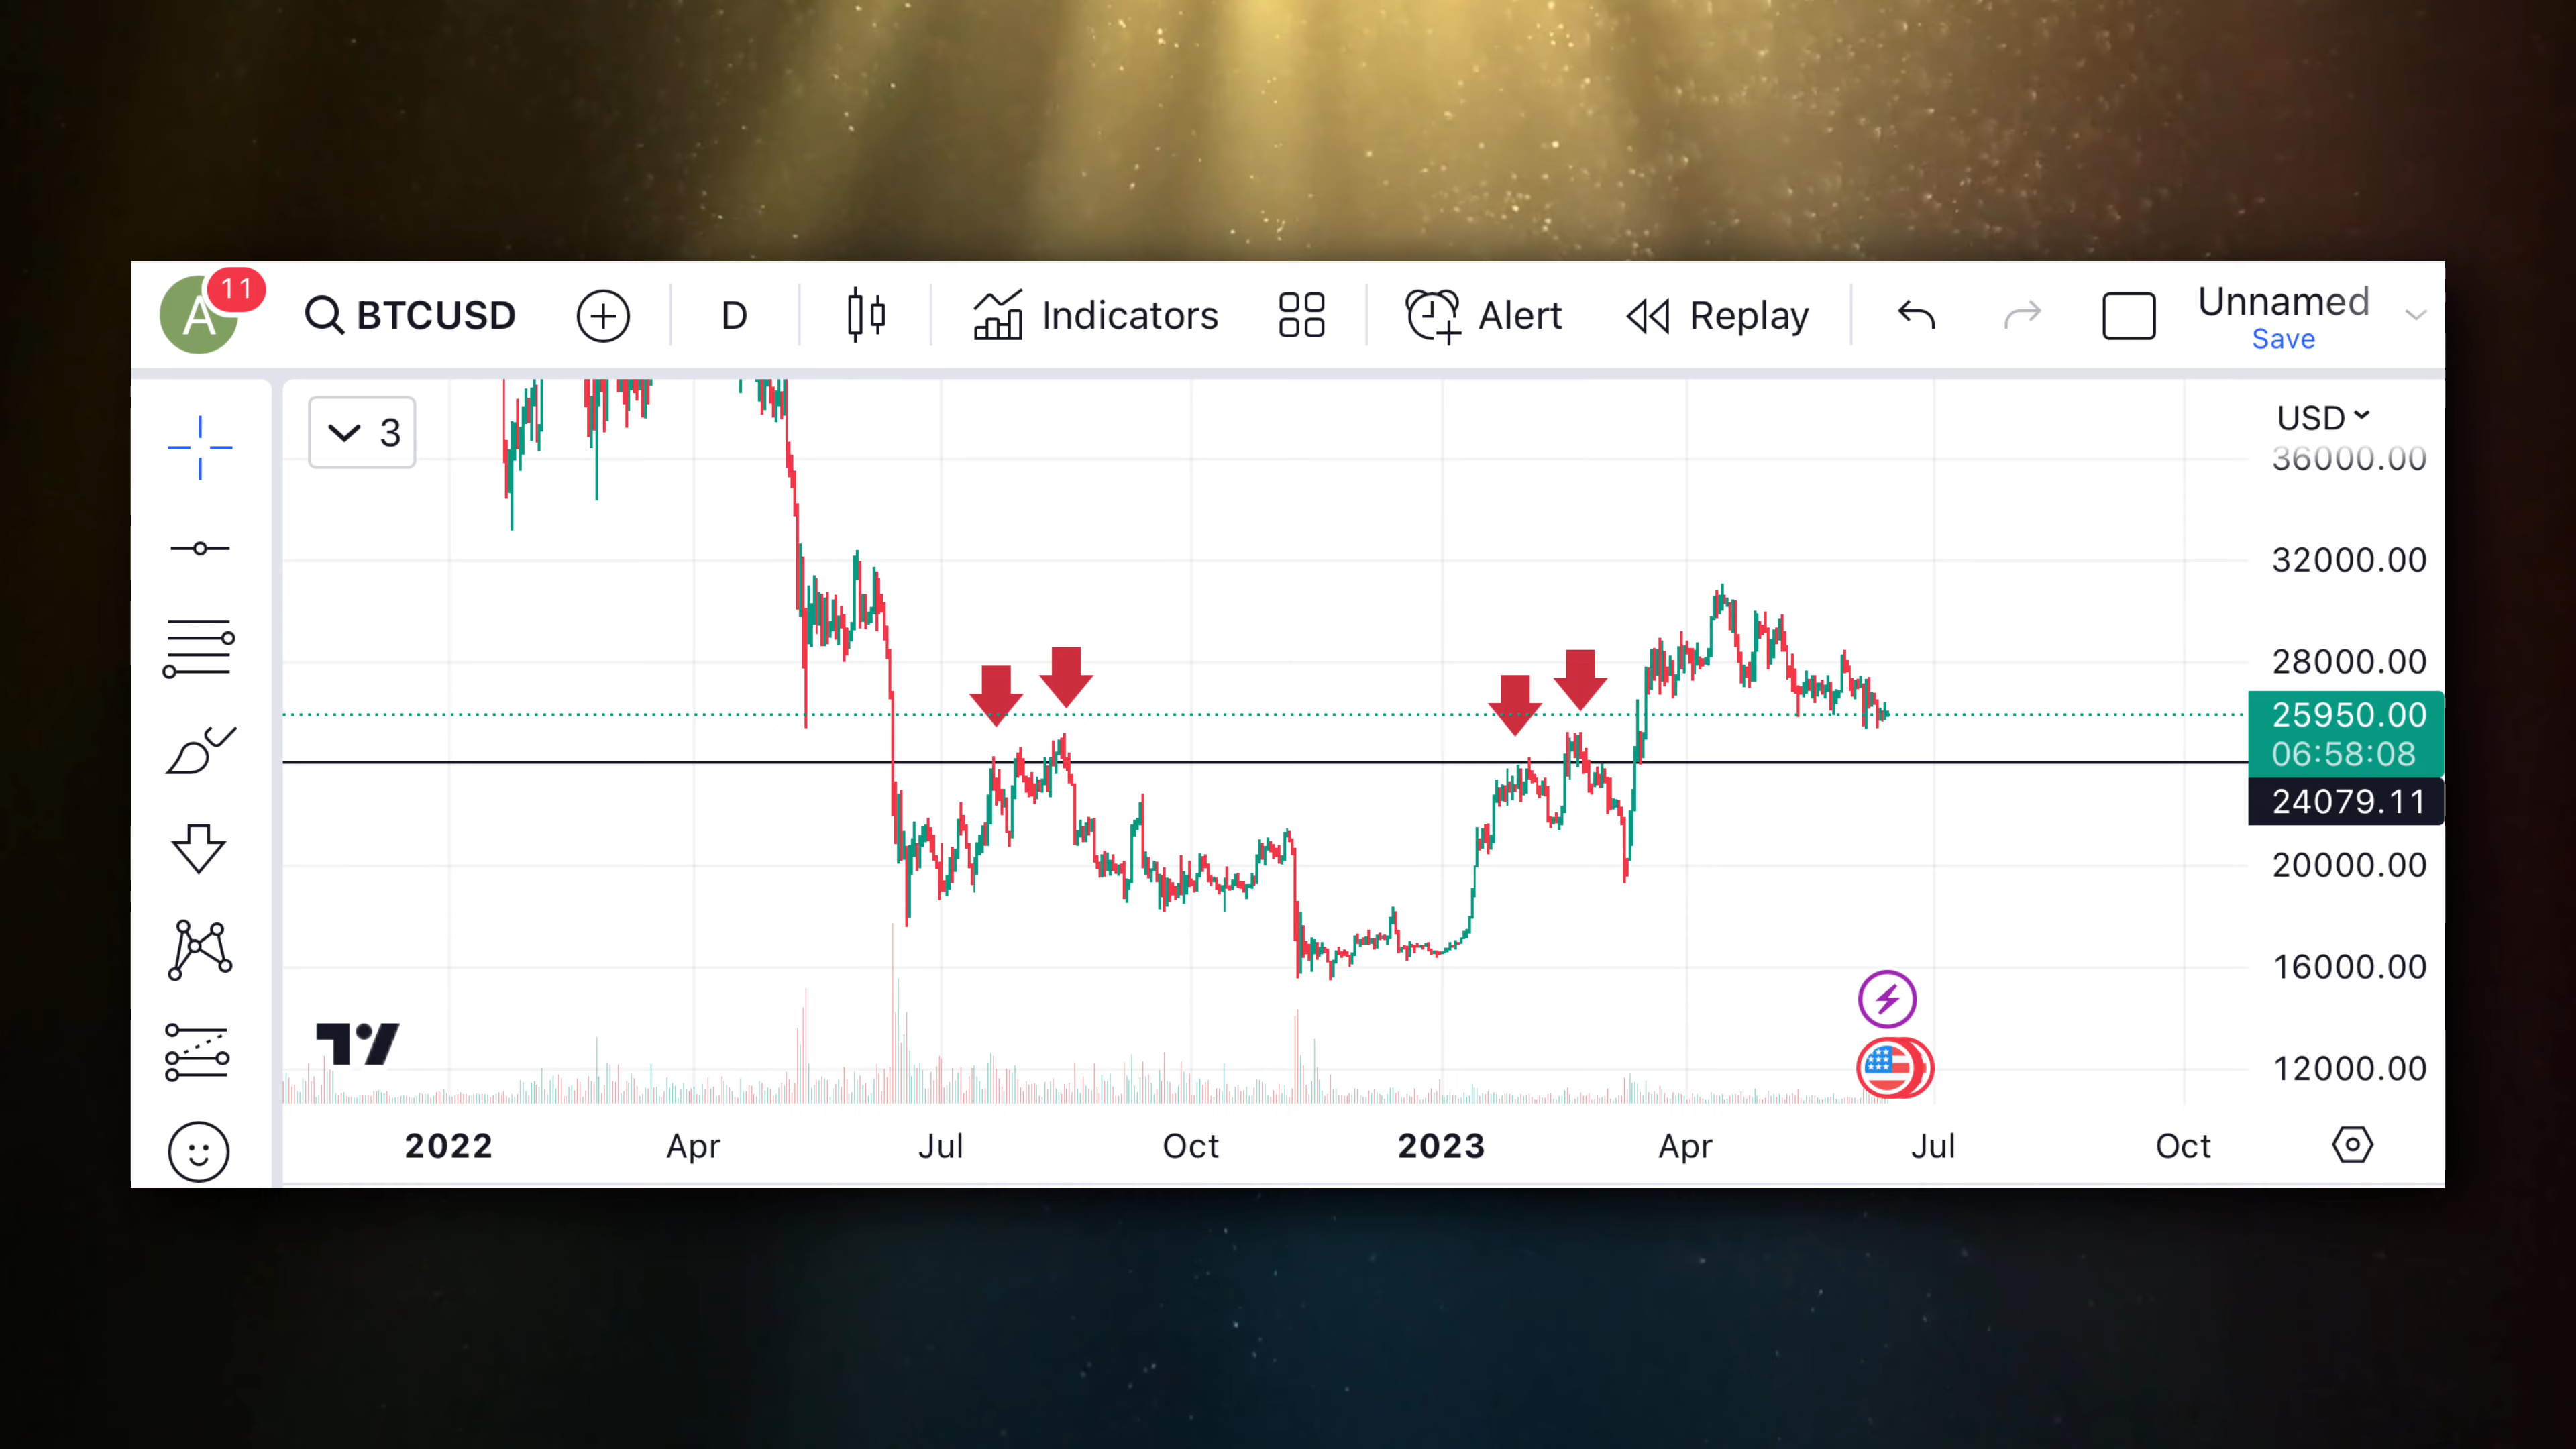 A 11 BTCUSD D Indicators Alert Replay Unnamed
Save
3
USD
36000.00
32000.00
28000.00
25950.00
06:58:08
24079.11
20000.00
16000.00
12000.00
2022 Apr Jul Oct 2023 Apr Jul Oct